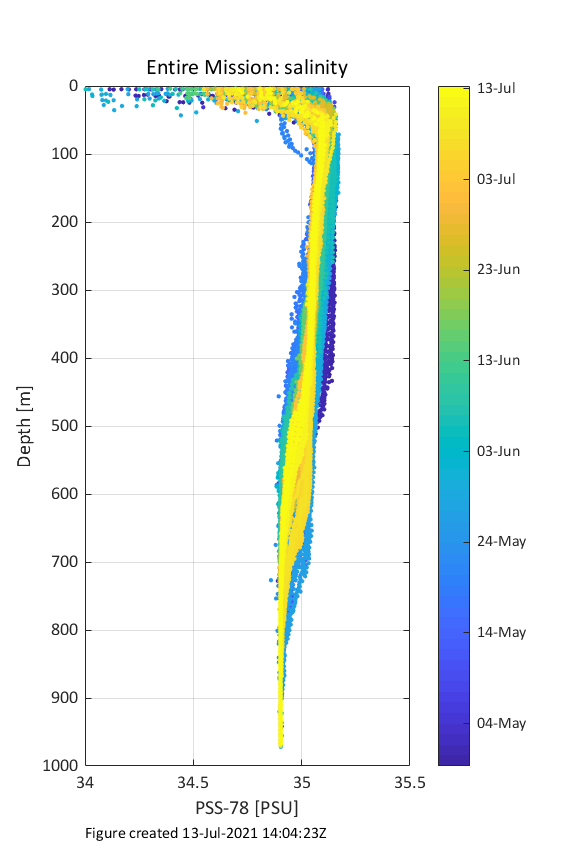 Entire Mission: salinity
0
100
200
300
400
500
600
700
800
900
1000
Depth [m]
34
34.5
35
35.5
PSS-78 [PSU]
13-Jul
03-Jul
23-Jun
13-Jun
03-Jun
24-May
14-May
04-May
Figure created 13-Jul-2021 14:04:23Z